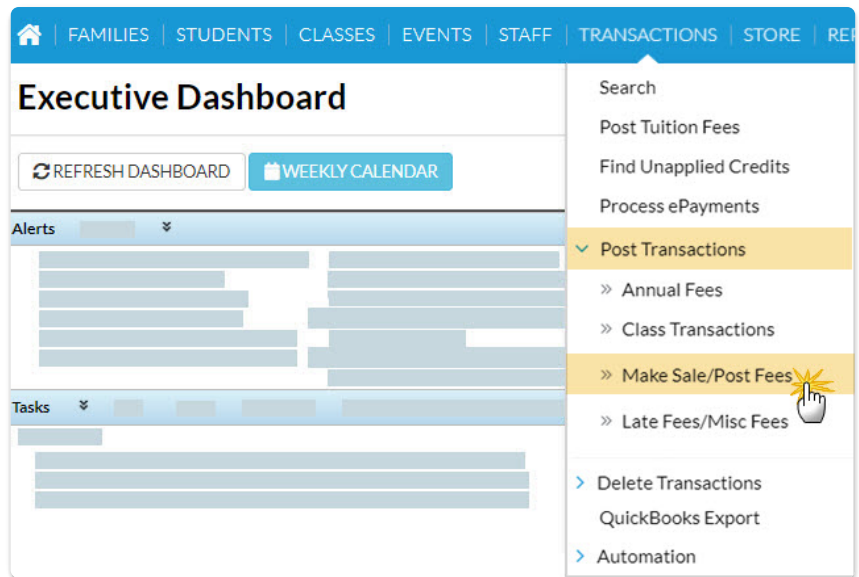 FAMILIES STUDENTS CLASSES EVENTS STAFF TRANSACTIONS STORE
Executive Dashboard
REFRESH DASHBOARD WEEKLY CALENDAR
Alerts
Tasks
Search
Post Tuition Fees
Find Unapplied Credits
Process ePayments
Post Transactions
» Annual Fees
» Class Transactions
» Make Sale/Post Fees
» Late Fees/Misc Fees
Delete Transactions
QuickBooks Export
Automation